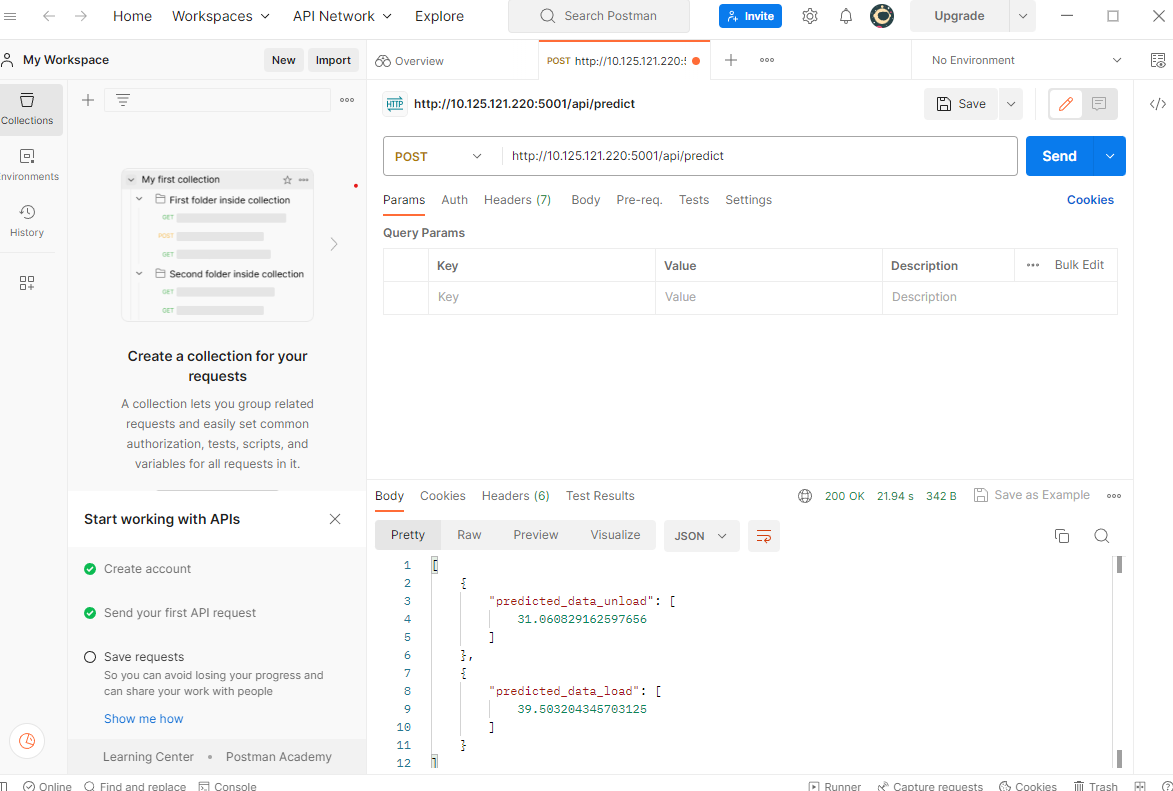 Home Workspaces API Network Explore Search Postman Invite Upgrade
My Workspace New Import Overview POST http://10.125.121.220:5 No Environment
HTTP http://10.125.121.220:5001/api/predict Save
Collections
POST http://10.125.121.220:5001/api/predict Send
nvironments
My first collection
First folder inside collection
GET
POST
GET
Second folder inside collection
GET
GET
Params Auth Headers (7) Body Pre-req. Tests Settings Cookies
History
Query Params
Key Value Description Bulk Edit
Key Value Description
Create a collection for your
requests
A collection lets you group related
requests and easily set common
authorization, tests, scripts, and
variables for all requests in it.
Body Cookies Headers (6) Test Results 200 OK 21.94 s 342 B Save as Example
Start working with APIs
Pretty Raw Preview Visualize JSON
Create account
Send your first API request
Save requests
So you can avoid losing your progress and
can share your work with people
Show me how
Learning Center • Postman Academy
1 [
2 {
3 "predicted_data_unload": [
4 31.060829162597656
5 ]
6 },
7 {
8 "predicted_data_load": [
9 39.503204345703125
10 ]
11 }
12 ]
Online Find and replace Console Runner Capture requests Cookies Trash